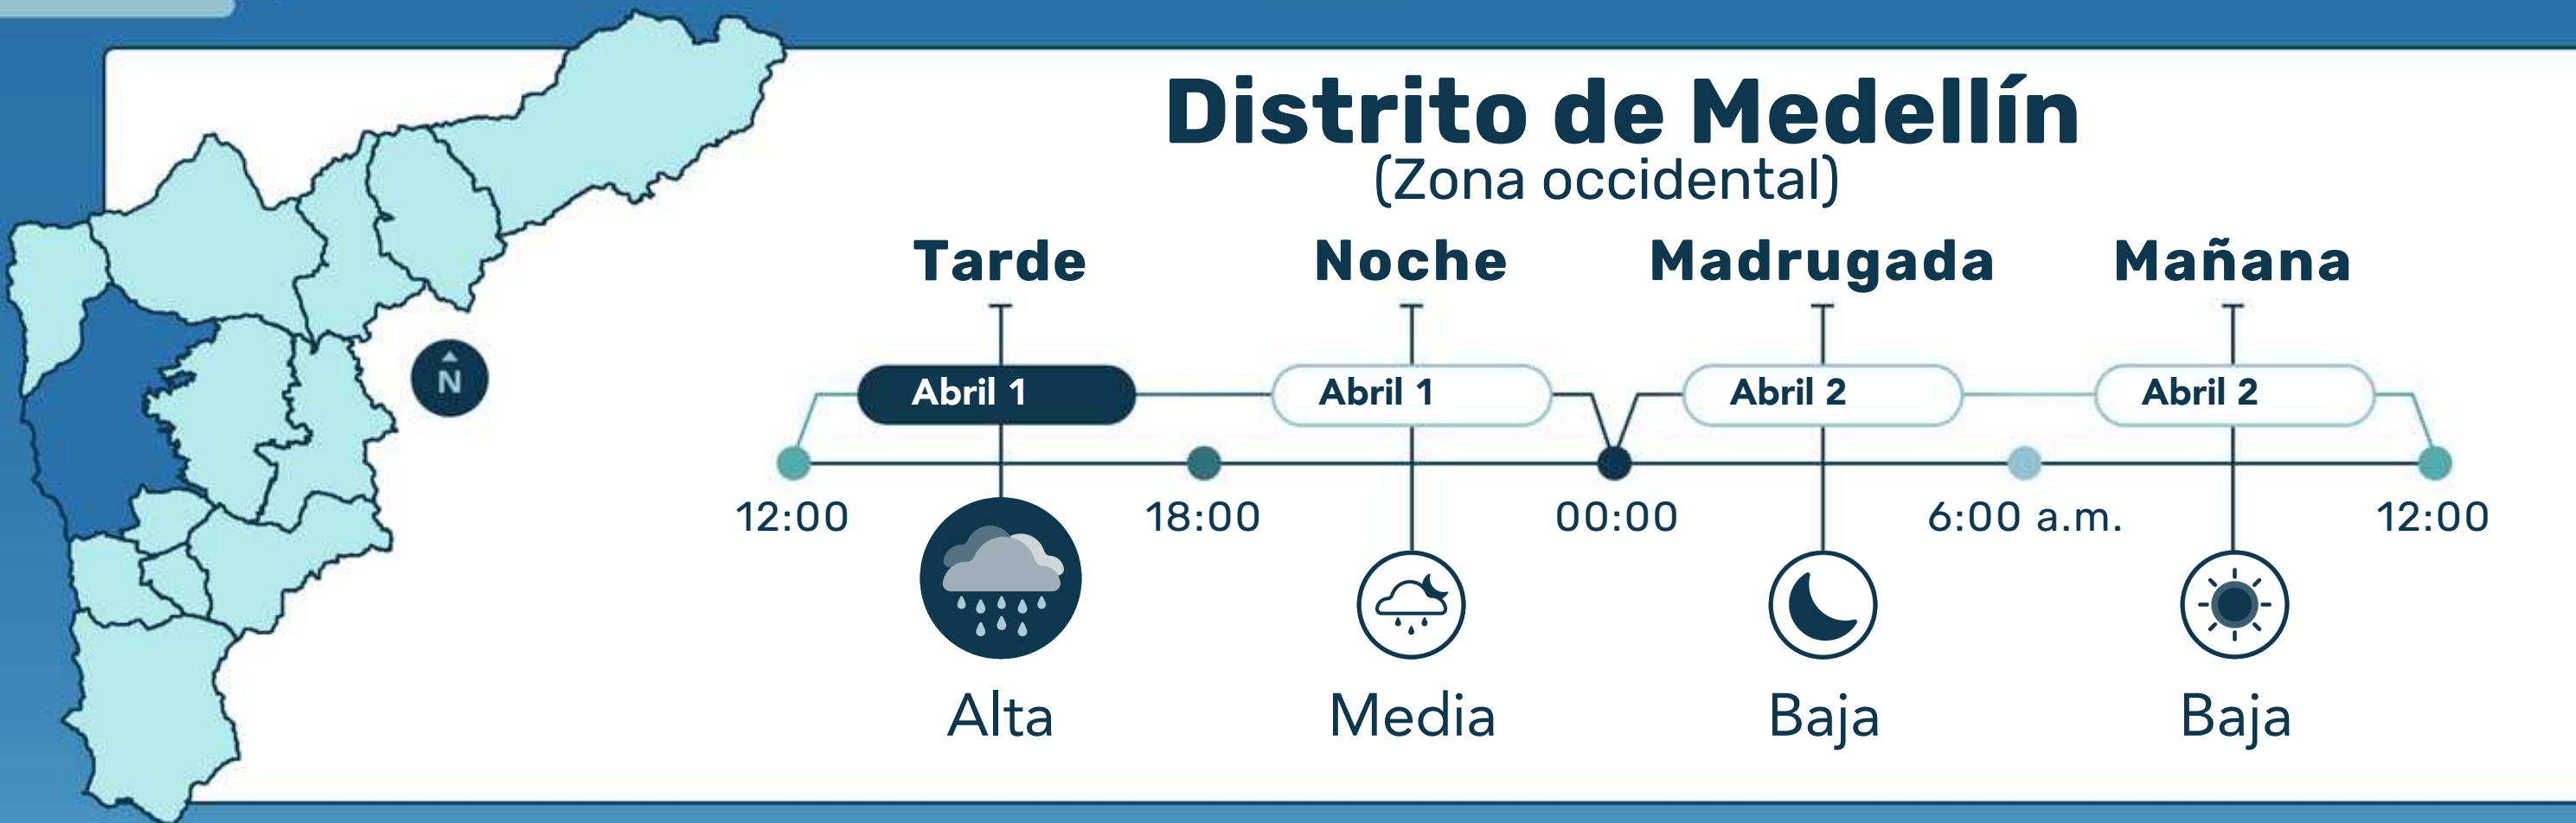 Distrito de Medellín
(Zona occidental)
Tarde Noche Madrugada Mañana
Abril 1 Abril 1 Abril 2 Abril 2
N
12:00 18:00 00:00 6:00 a.m. 12:00
Alta Media Baja Baja